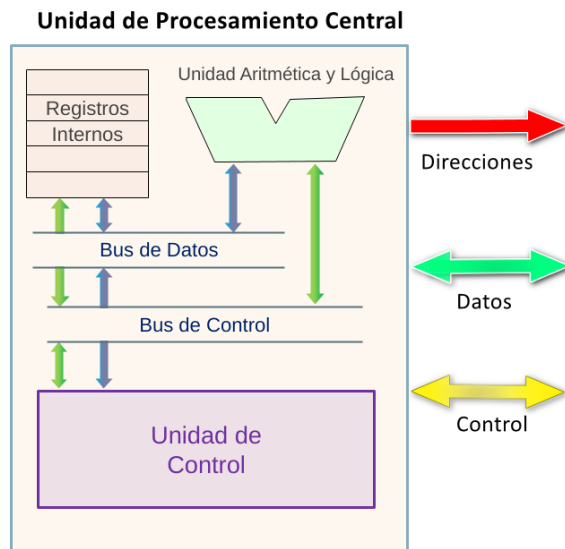 Unidad de Procesamiento Central
Unidad Aritmética y Lógica
Registros
Internos
Direcciones
Bus de Datos
Datos
Bus de Control
Control
Unidad de
Control